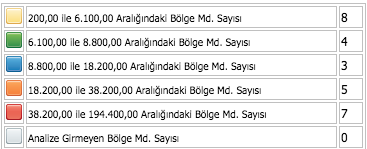 200,00 ile 6.100,00 Aralığındaki Bölge Md. Sayısı 8
6.100,00 ile 8.800,00 Aralığındaki Bölge Md. Sayısı 4
8.800,00 ile 18.200,00 Aralığındaki Bölge Md. Sayısı 3
18.200,00 ile 38.200,00 Aralığındaki Bölge Md. Sayısı 5
38.200,00 ile 194.400,00 Aralığındaki Bölge Md. Sayısı 7
Analize Girmeyen Bölge Md. Sayısı 0